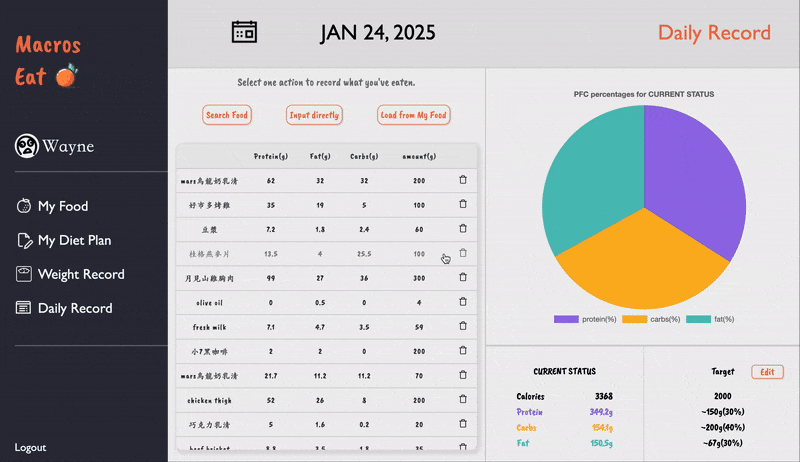 Macros
Eat
Wayne
My Food
My Diet Plan
Weight Record
Daily Record
Logout
JAN 24, 2025
Daily Record
Select one action to record what you've eaten.
Search Food Input directly Load from My Food
Protein(g) Fat(g) Carbs(g) amount(g)
mars烏龍奶乳清 62 32 32 200
好市多烤雞 35 19 5 100
豆漿 7.2 1.8 2.4 60
桂格燕麥片 13.5 4 25.5 100
月見山雞胸肉 99 27 36 300
olive oil 0 0.5 0 4
fresh milk 7.1 4.7 3.5 59
小7黑咖啡 2 2 0 200
mars烏龍奶乳清 21.7 11.2 11.2 70
chicken thigh 52 26 8 200
巧克力乳清 5 1.6 0.2 20
PFC percentages for CURRENT STATUS
protein(%) carbs(%) fat(%)
CURRENT STATUS
Calories 3368
Protein 349.2g
Carbs 154.1g
Fat 150.5g
Target Edit
2000
~150g(30%)
~200g(40%)
~67g(30%)